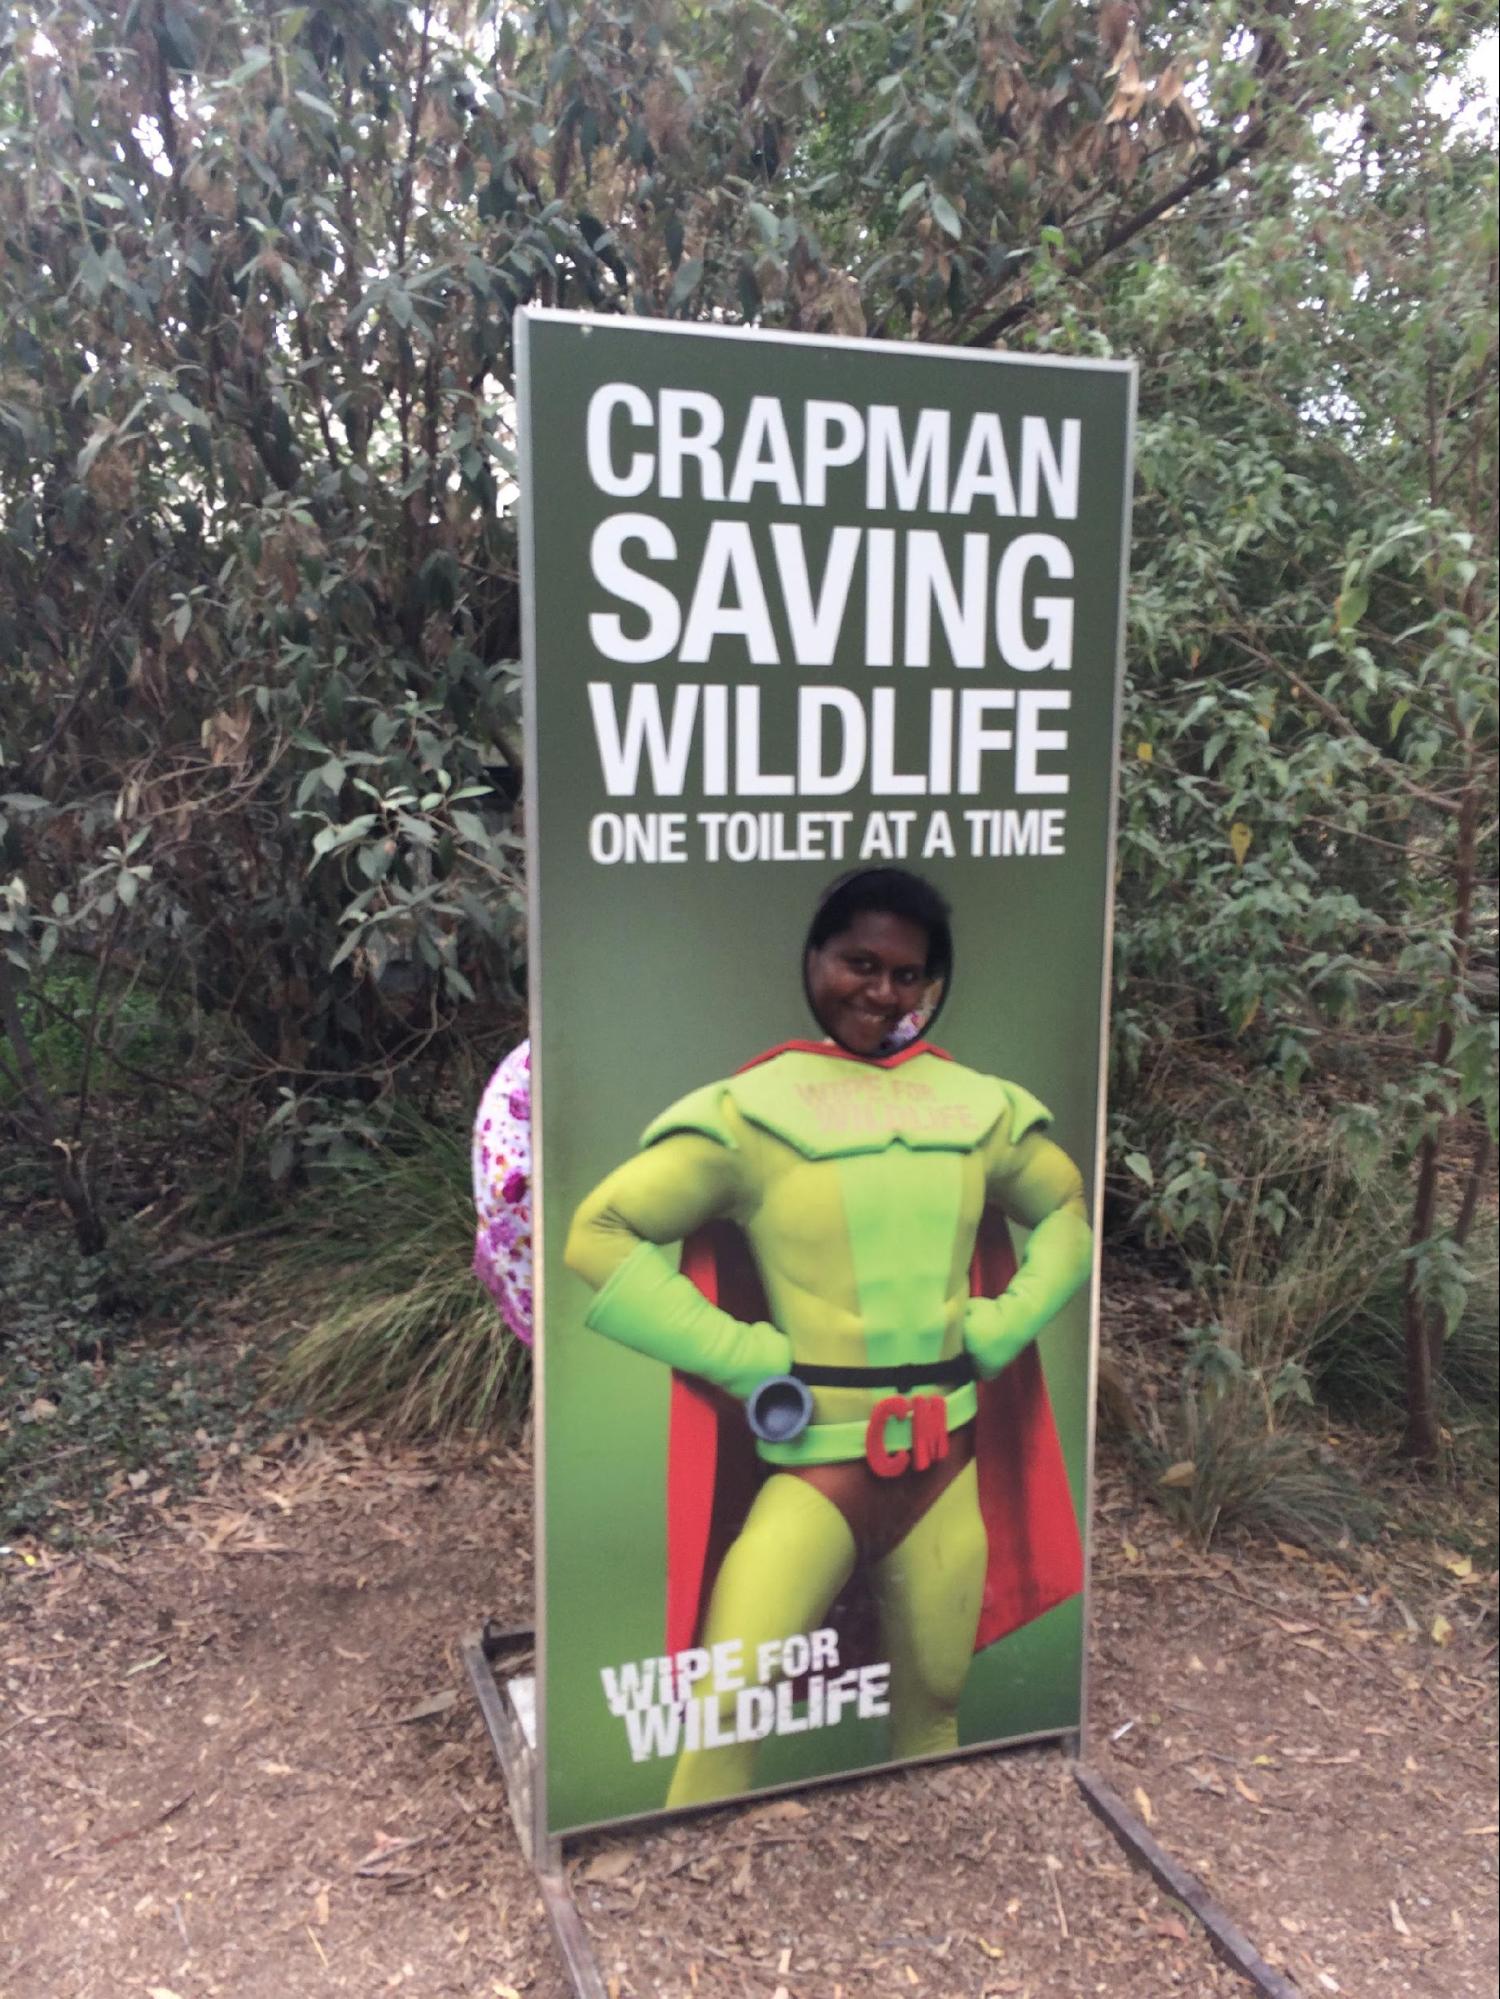 CRAPMAN
SAVING
WILDLIFE
ONE TOILET AT A TIME
WIPE FOR
WILDLIFE
CM
WIPE FOR
WILDLIFE